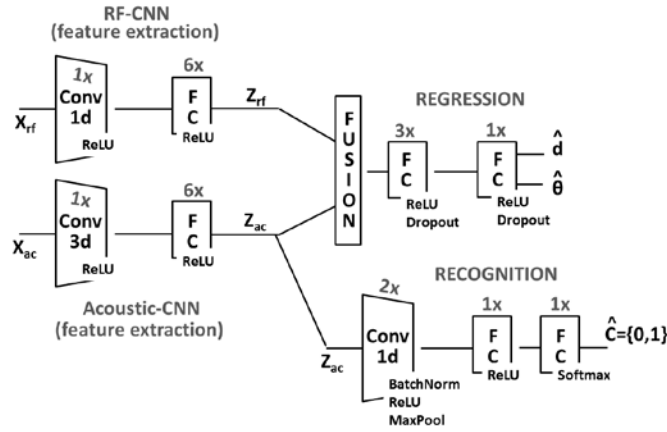 RF-CNN
(feature extraction)
1x
Conv
1d
ReLU
X_rf
6x
F
C
ReLU
Z_rf
1x
Conv
3d
ReLU
X_ac
6x
F
C
ReLU
Z_ac
Acoustic-CNN
(feature extraction)
F
U
S
I
O
N
REGRESSION
3x
F
C
ReLU
Dropout
1x
F
C
ReLU
Dropout
d̂
θ̂
RECOGNITION
Z_ac
2x
Conv
1d
BatchNorm
ReLU
MaxPool
1x
F
C
ReLU
1x
F
C
Softmax
Ĉ={0,1}